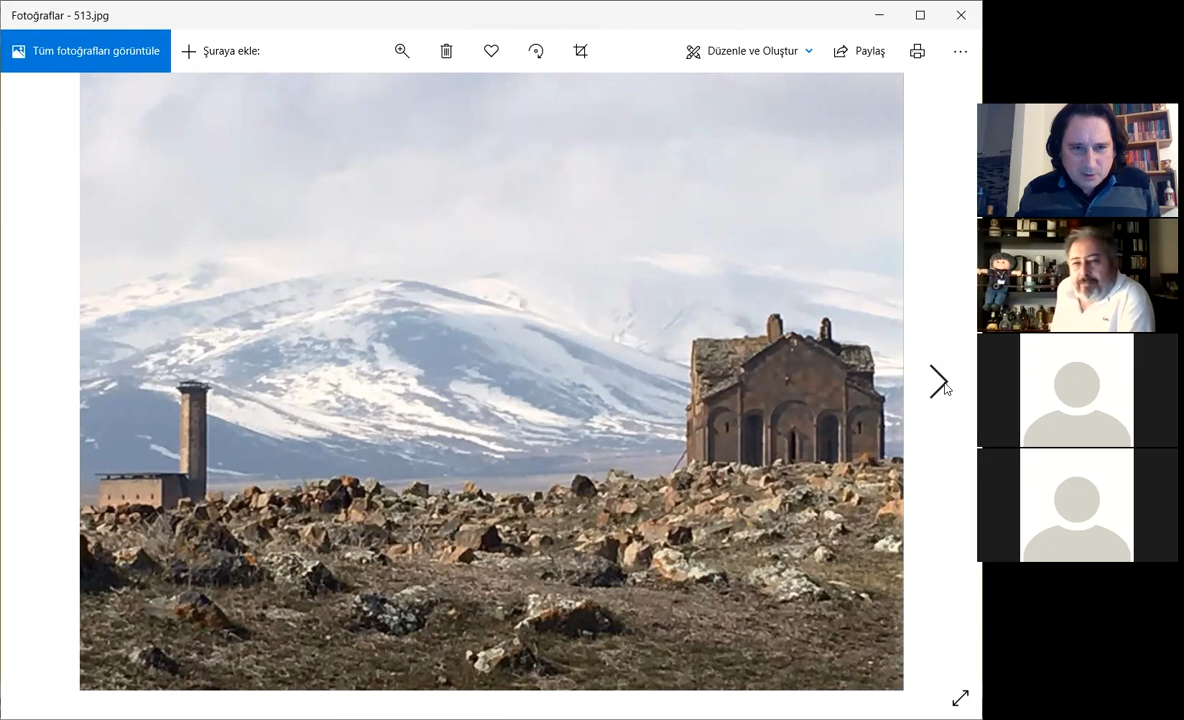 Fotoğraflar - 513.jpg
Tüm fotoğrafları görüntüle
Şuraya ekle:
Düzenle ve Oluştur
Paylaş